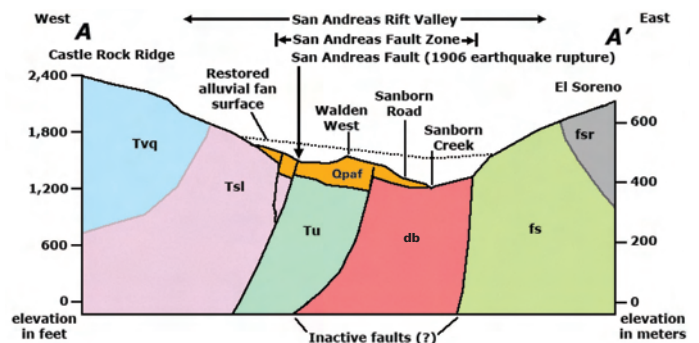 West
East
San Andreas Rift Valley
A
A'
San Andreas Fault Zone
Castle Rock Ridge
San Andreas Fault (1906 earthquake rupture)
2,400
Restored
alluvial fan
surface
El Soreno
Walden
West
Sanborn
Road
Sanborn
Creek
1,800
600
Tvq
fsr
Qpaf
1,200
400
Tsl
600
Tu
db
fs
200
0
0
elevation
in feet
Inactive faults (?)
elevation
in meters